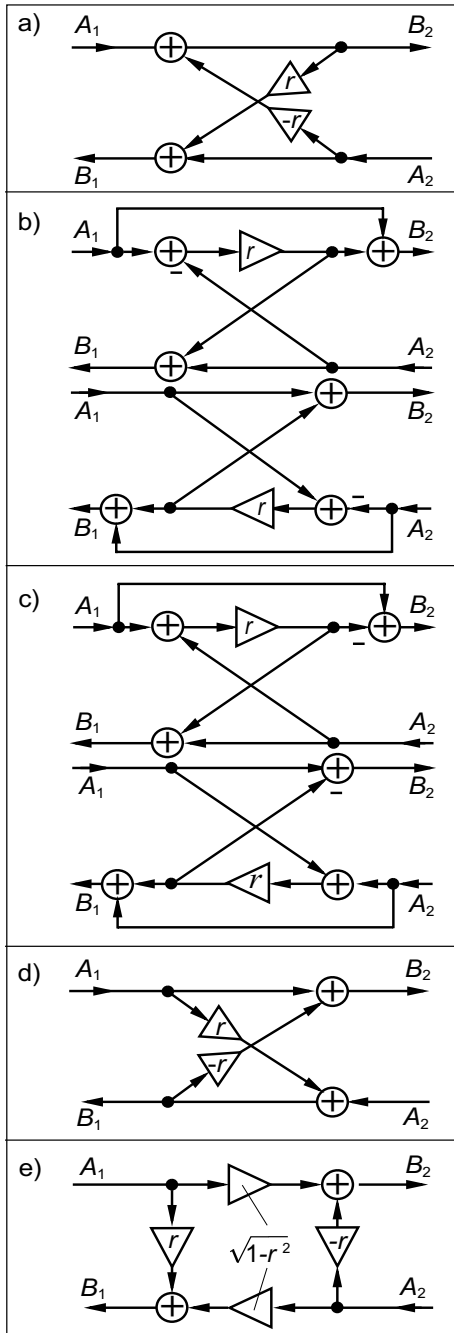 a) A₁ B₂
r
-r
B₁ A₂
b) A₁ r B₂
−
B₁ A₂
A₁ B₂
−
B₁ r A₂
c) A₁ r B₂
−
B₁ A₂
A₁ B₂
−
B₁ r A₂
d) A₁ B₂
r
-r
B₁ A₂
e) A₁ B₂
r √1-r² -r
B₁ A₂